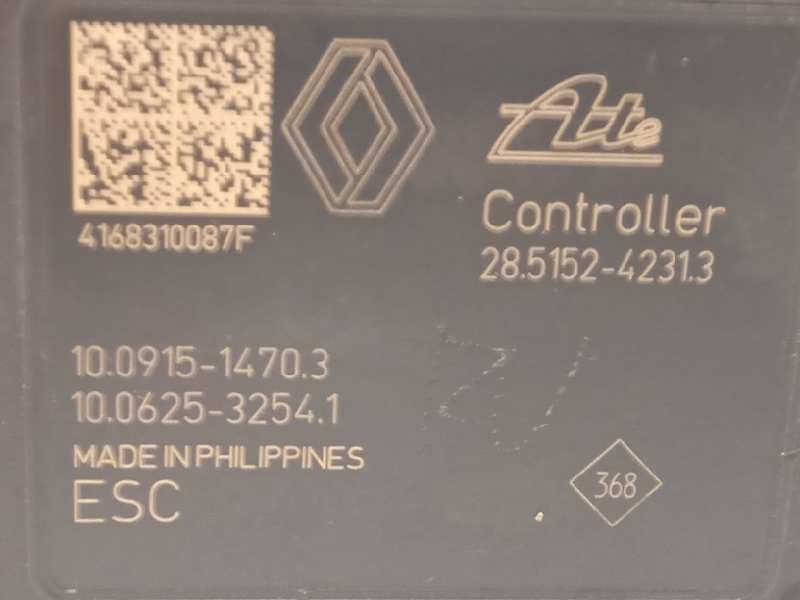 Ate
Controller
28.5152-4231.3
4168310087F
10.0915-1470.3
10.0625-3254.1
MADE IN PHILIPPINES
ESC
368